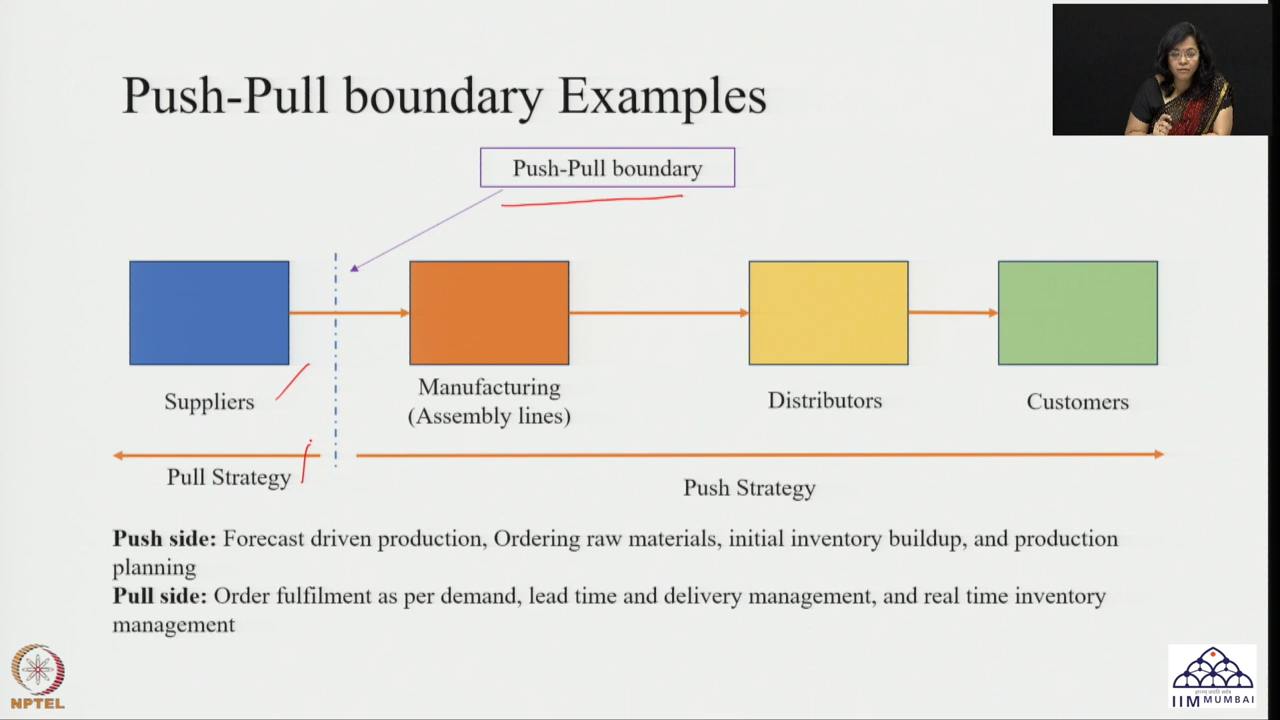 Push-Pull boundary Examples
Push-Pull boundary
Suppliers
Manufacturing
(Assembly lines)
Distributors
Customers
Pull Strategy
Push Strategy
Push side: Forecast driven production, Ordering raw materials, initial inventory buildup, and production
planning
Pull side: Order fulfilment as per demand, lead time and delivery management, and real time inventory
management
NPTEL
IIM MUMBAI